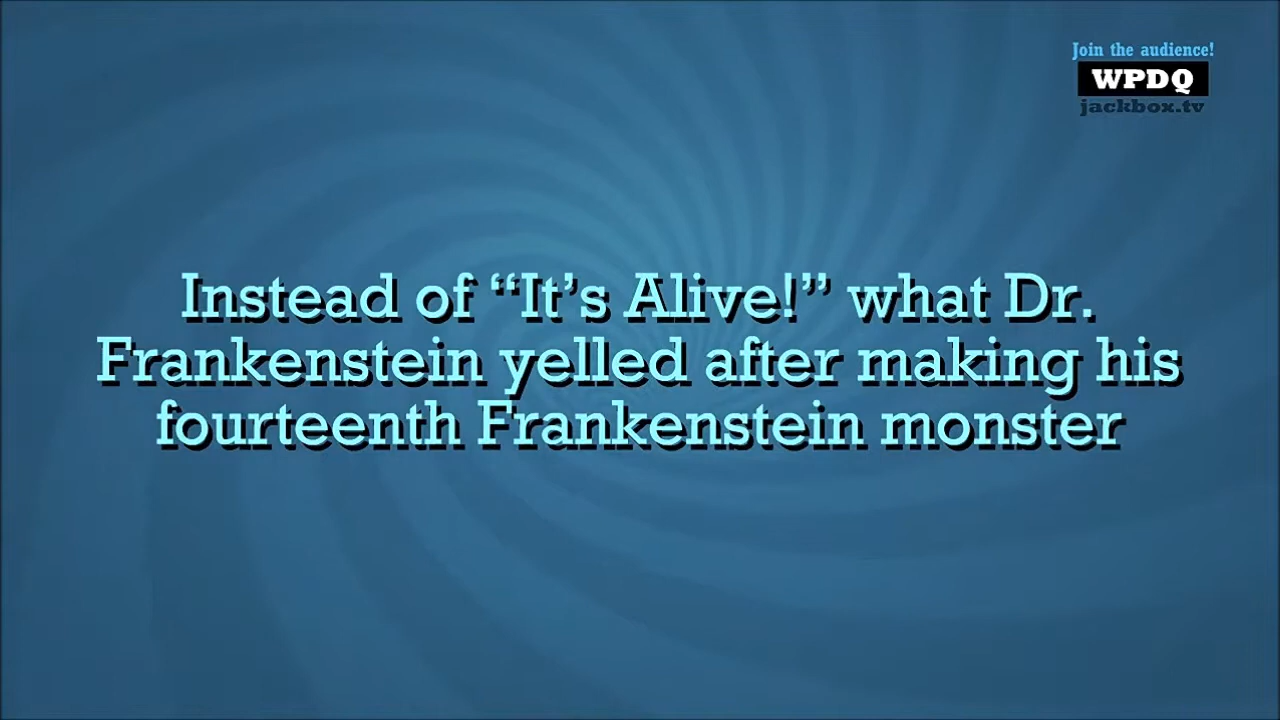 Join the audience!
WPDQ
jackbox.tv
Instead of “It’s Alive!” what Dr.
Frankenstein yelled after making his
fourteenth Frankenstein monster